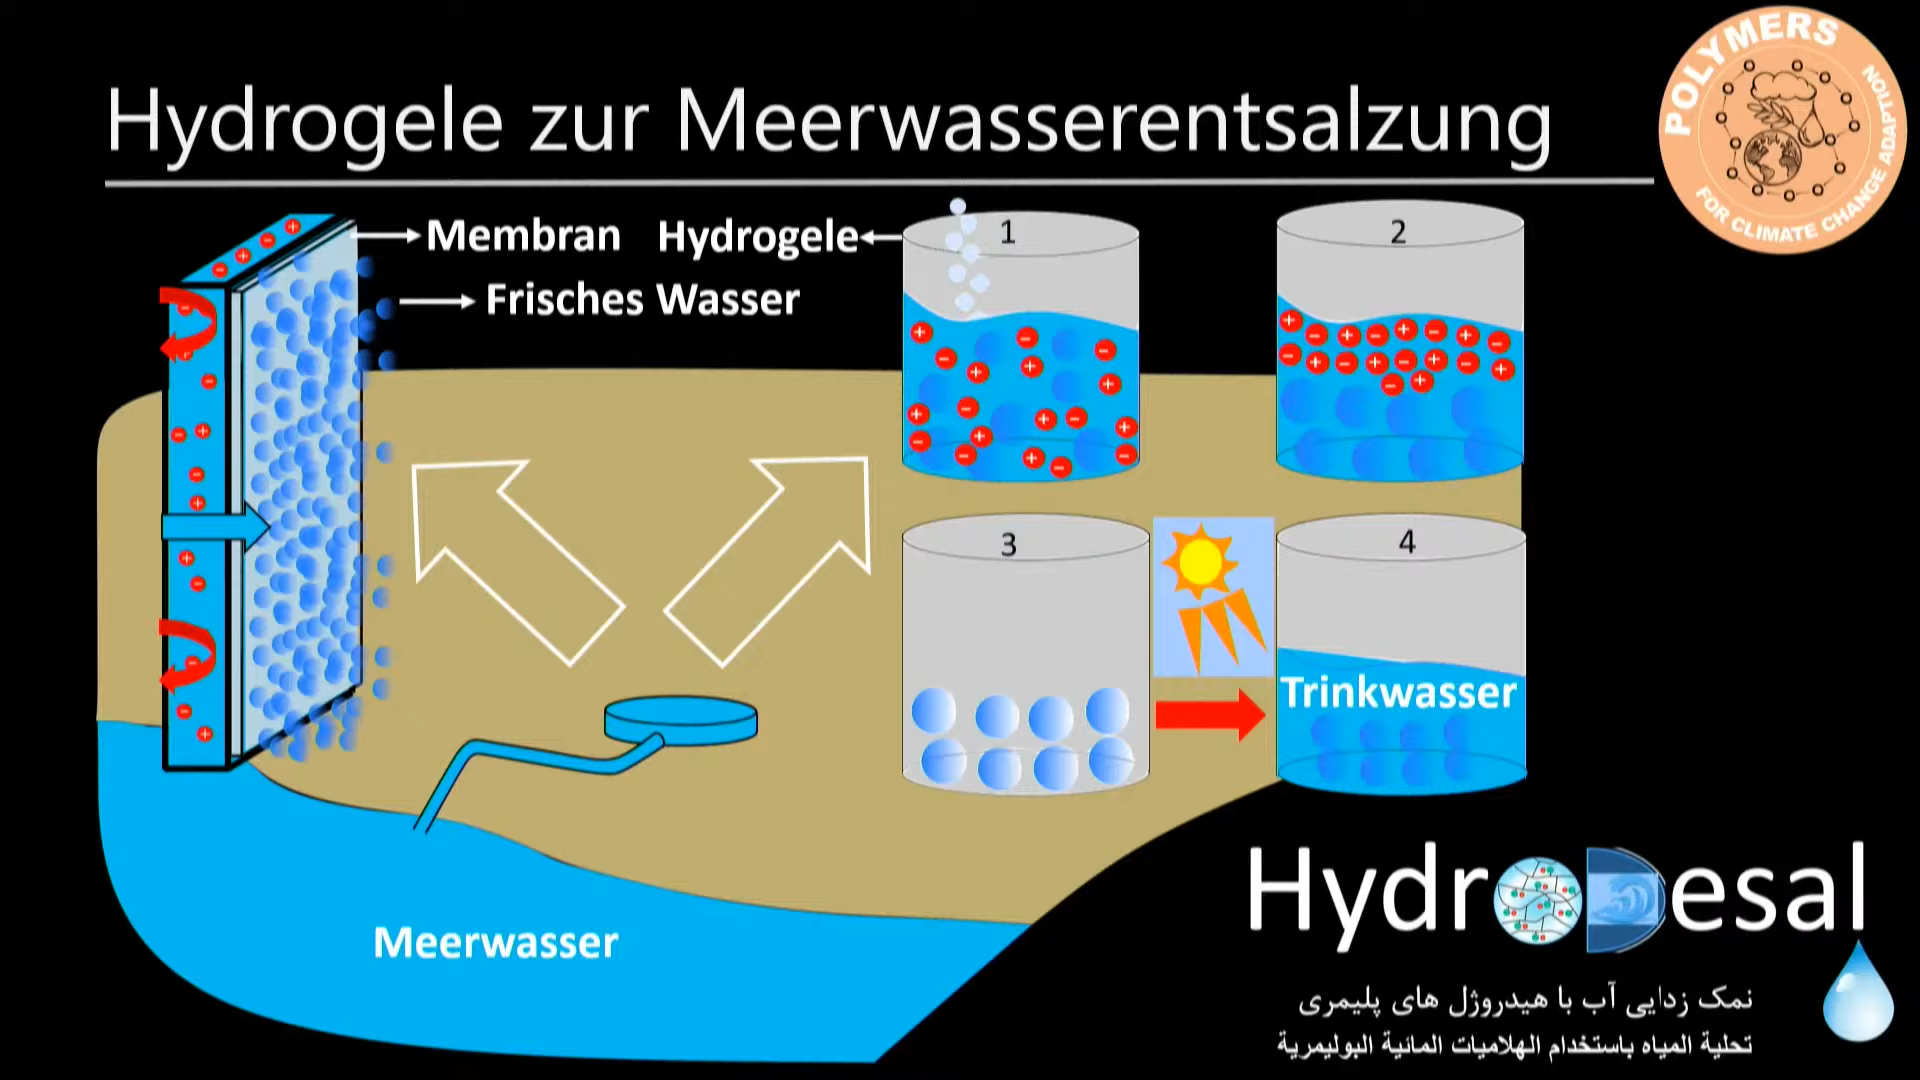 Hydrogele zur Meerwasserentsalzung
POLYMERS
FOR CLIMATE CHANGE ADAPTION
Membran
Hydrogele
Frisches Wasser
1
2
3
4
Trinkwasser
Meerwasser
HydroDesal
نمک زدایی آب با هیدروژل های پلیمری
تحلية المياه باستخدام الهلاميات المائية البوليمرية